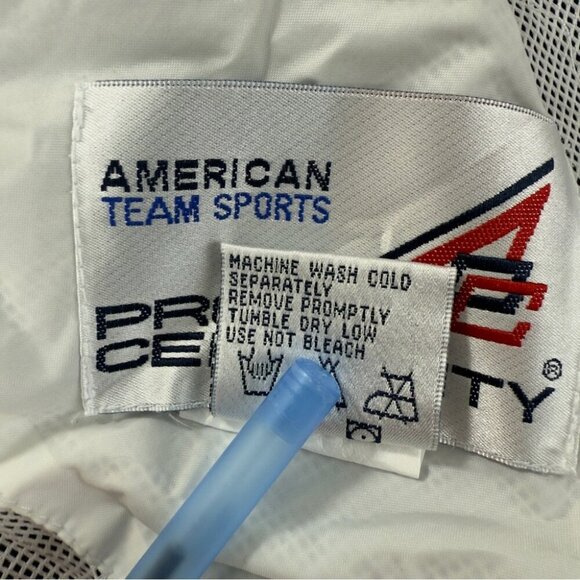 AMERICAN
TEAM SPORTS
MACHINE WASH COLD
SEPARATELY
REMOVE PROMPTLY
TUMBLE DRY LOW
USE NOT BLEACH
®